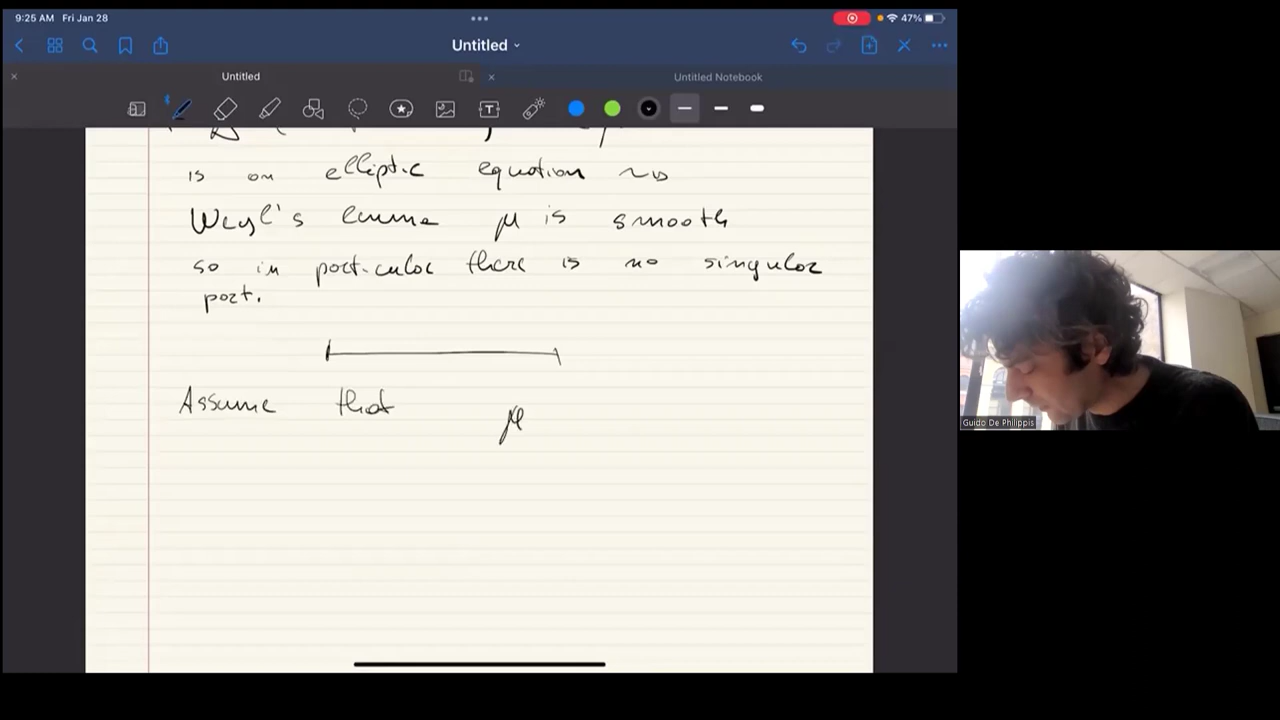 9:25 AM Fri Jan 28
47%
Untitled
Untitled
Untitled Notebook
is an elliptic equation
Weyl's lemma μ is smooth
so in particular there is no singular
part.
Assume that μ
Guido De Philippis